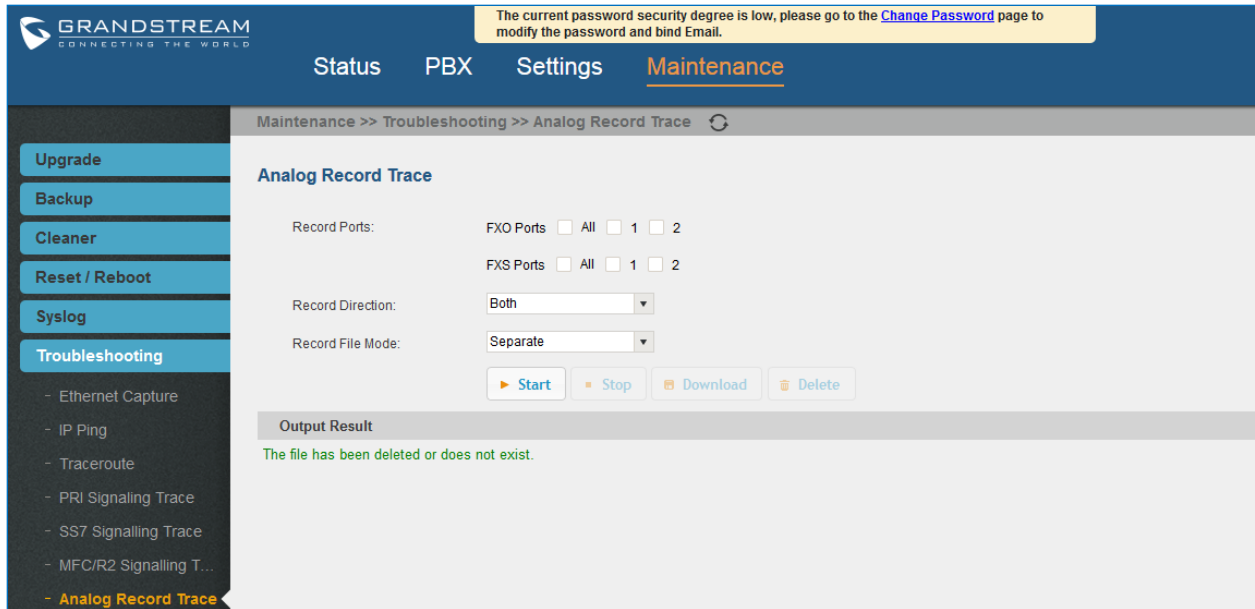 GRANDSTREAM
CONNECTING THE WORLD
The current password security degree is low, please go to the Change Password page to
modify the password and bind Email.
Status PBX Settings Maintenance
Maintenance >> Troubleshooting >> Analog Record Trace
Upgrade
Backup
Cleaner
Reset / Reboot
Syslog
Troubleshooting
- Ethernet Capture
- IP Ping
- Traceroute
- PRI Signaling Trace
- SS7 Signalling Trace
- MFC/R2 Signalling T...
- Analog Record Trace
Analog Record Trace
Record Ports: FXO Ports All 1 2
FXS Ports All 1 2
Record Direction: Both
Record File Mode: Separate
Start Stop Download Delete
Output Result
The file has been deleted or does not exist.